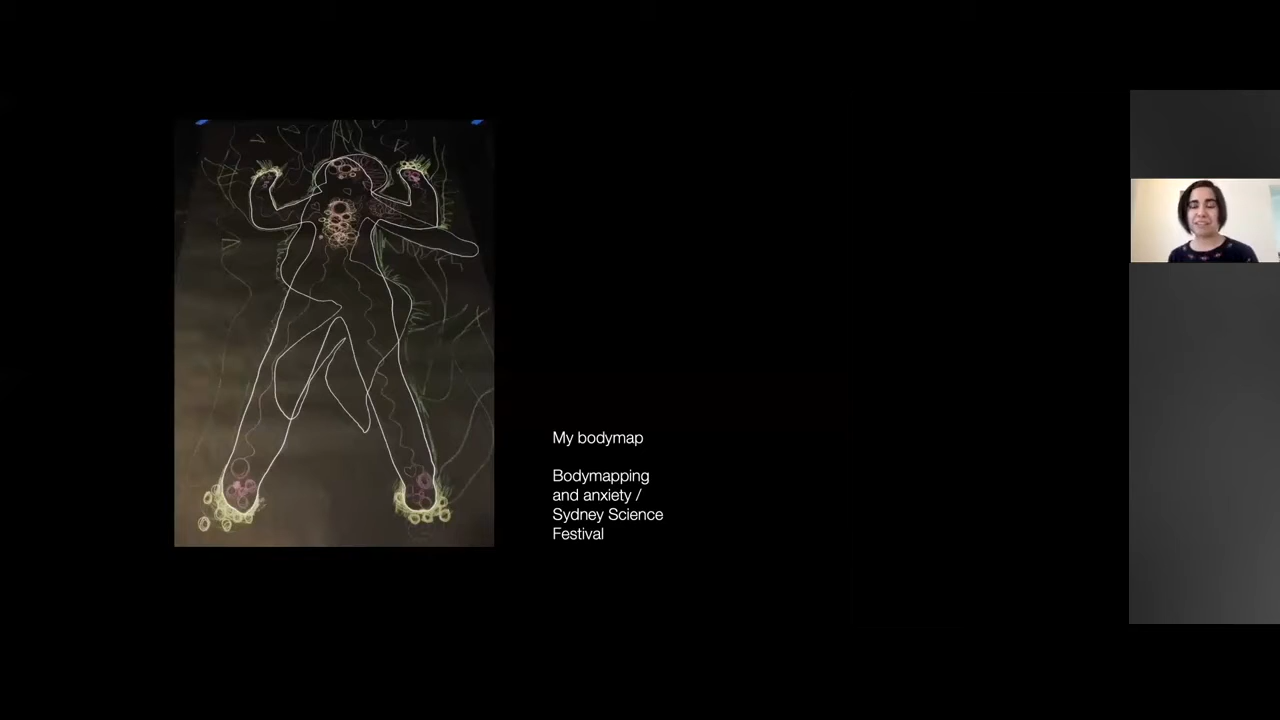 My bodymap
Bodymapping
and anxiety /
Sydney Science
Festival